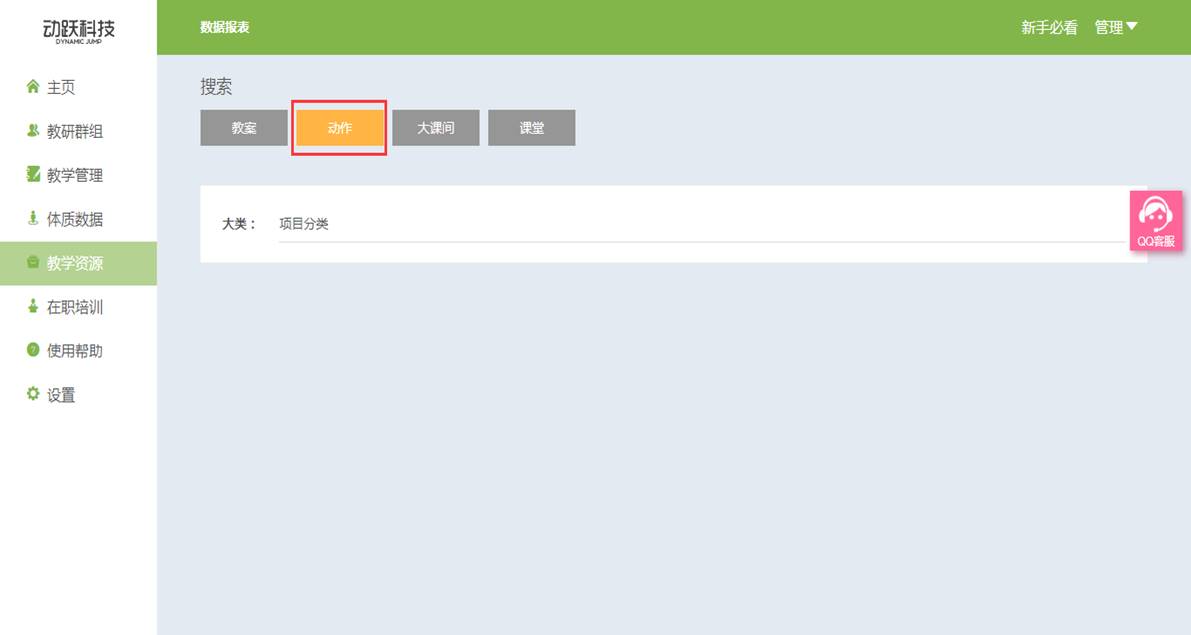 动跃科技
DYNAMIC JUMP
数据报表
新手必看 管理
主页
教研群组
教学管理
体质数据
教学资源
在职培训
使用帮助
设置
搜索
教案 动作 大课间 课堂
大类： 项目分类
QQ客服